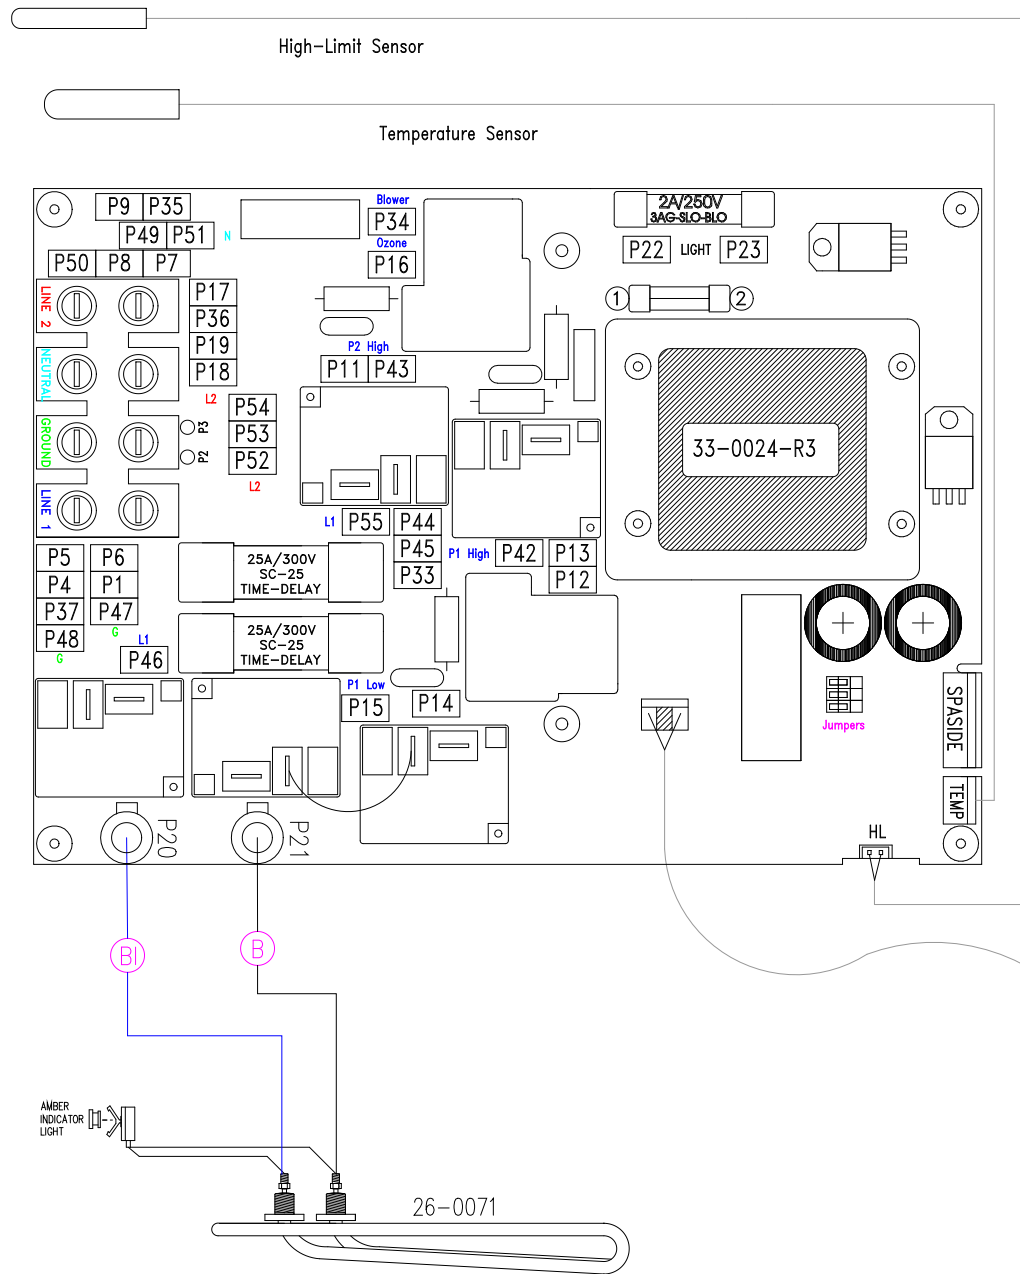 High-Limit Sensor
Temperature Sensor
Blower
2A/250V
3AG-SLO-BLO
P9 P35
P34
P49 P51
N
Ozone
P22 LIGHT P23
P50 P8 P7
P16
LINE 2
P17
1 2
P36
P19
P2 High
NEUTRAL
P18
P11 P43
L2
P54
GROUND
P3
P53
33-0024-R3
P2
P52
L2
LINE 1
L1 P55 P44
P45
P1 High P42 P13
P5 P6
25A/300V
SC-25
TIME-DELAY
P33
P12
P4 P1
P37 P47
G
P48
G
L1
P46
25A/300V
SC-25
TIME-DELAY
P1 Low
P15 P14
SPASIDE
Jumpers
TEMP
P20
P21
HL
Bl
B
AMBER
INDICATOR
LIGHT
26-0071